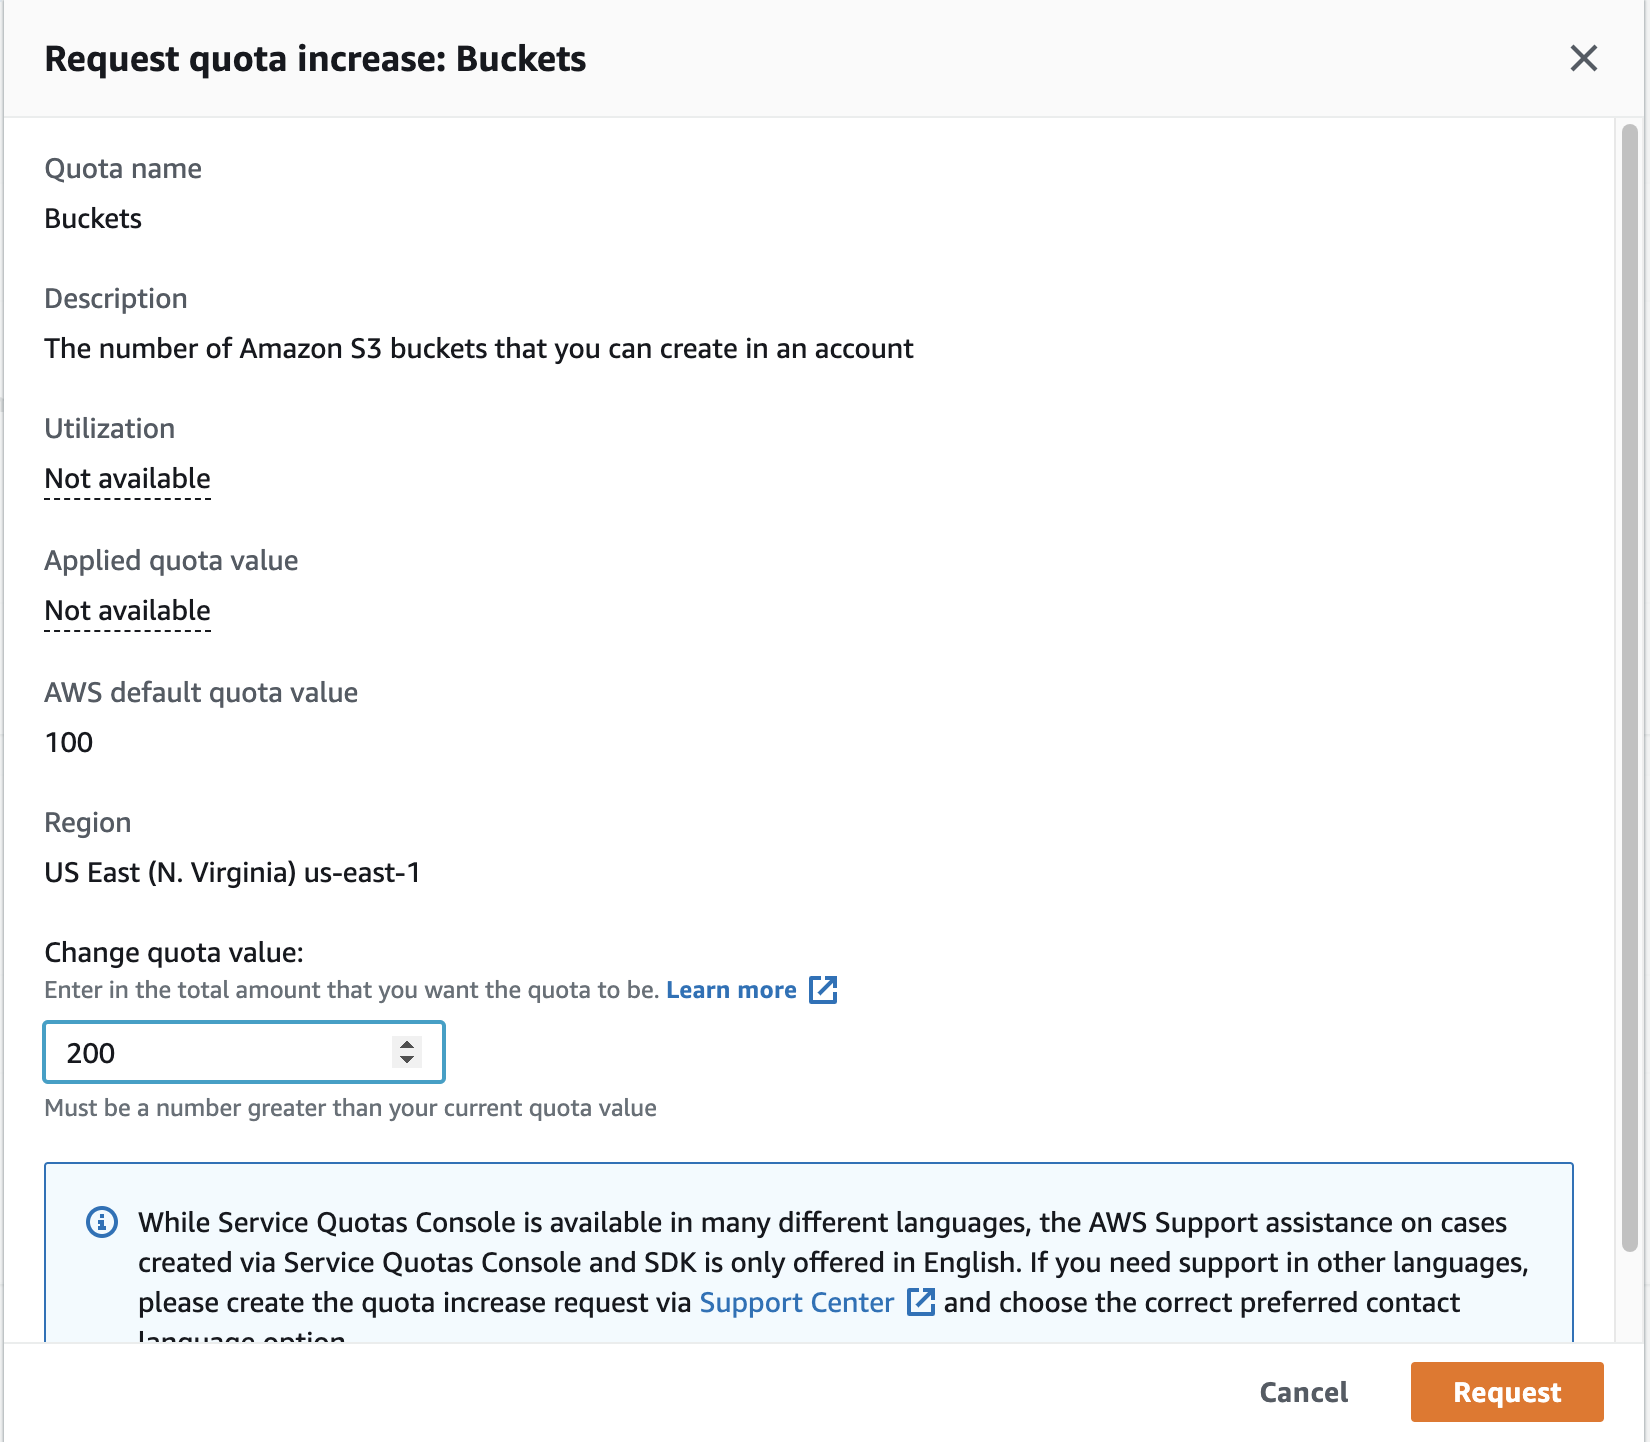 Request quota increase: Buckets
Quota name
Buckets
Description
The number of Amazon S3 buckets that you can create in an account
Utilization
Not available
Applied quota value
Not available
AWS default quota value
100
Region
US East (N. Virginia) us-east-1
Change quota value:
Enter in the total amount that you want the quota to be. Learn more
200
Must be a number greater than your current quota value
While Service Quotas Console is available in many different languages, the AWS Support assistance on cases
created via Service Quotas Console and SDK is only offered in English. If you need support in other languages,
please create the quota increase request via Support Center and choose the correct preferred contact
language option.
Cancel
Request